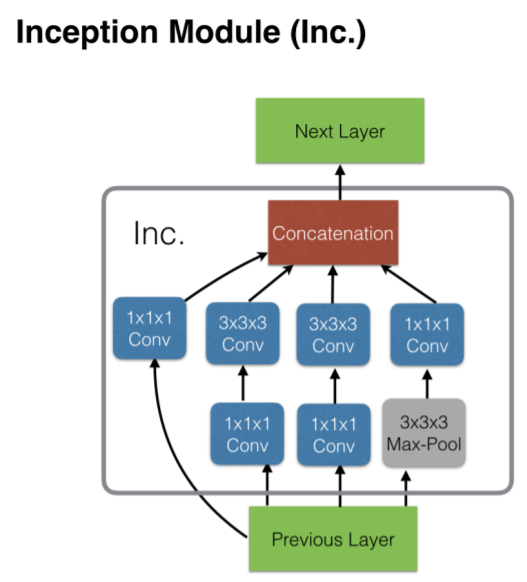 Inception Module (Inc.)
Next Layer
Inc.
Concatenation
1x1x1
Conv
3x3x3
Conv
3x3x3
Conv
1x1x1
Conv
1x1x1
Conv
1x1x1
Conv
3x3x3
Max-Pool
Previous Layer